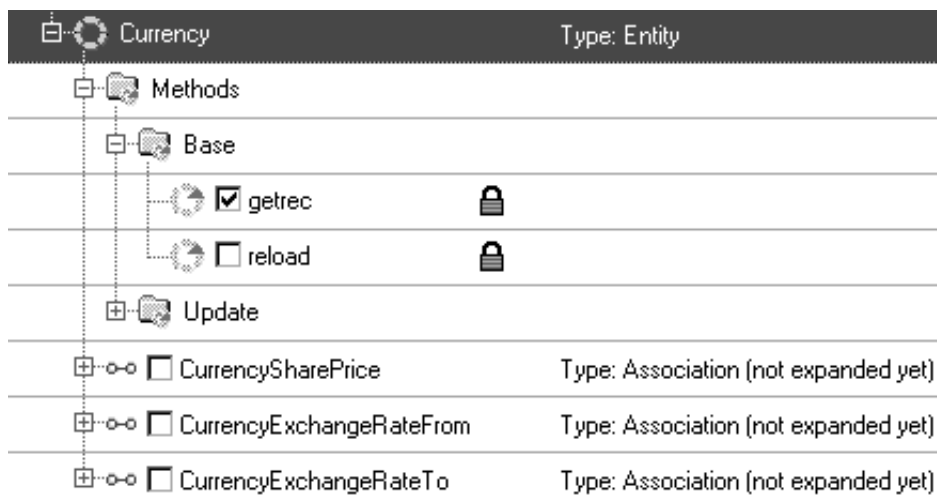 Currency Type: Entity
Methods
Base
getrec
reload
Update
CurrencySharePrice Type: Association (not expanded yet)
CurrencyExchangeRateFrom Type: Association (not expanded yet)
CurrencyExchangeRateTo Type: Association (not expanded yet)